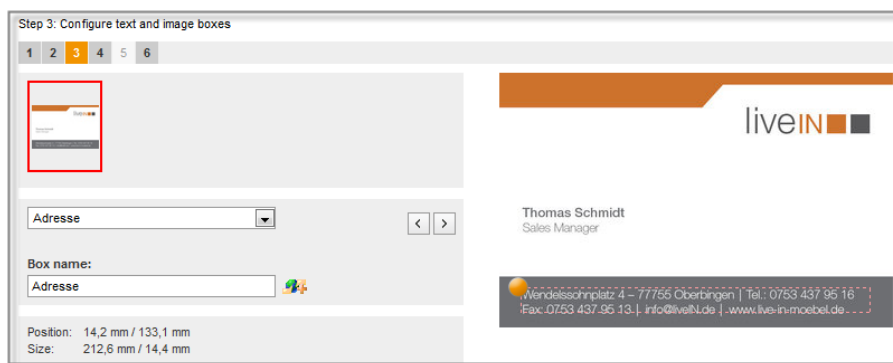 Step 3: Configure text and image boxes
1 2 3 4 5 6
liveIN
Adresse
< >
Box name:
Adresse
Position: 14,2 mm / 133,1 mm
Size: 212,6 mm / 14,4 mm
liveIN
Thomas Schmidt
Sales Manager
Wendelssohnplatz 4 – 77755 Oberbingen | Tel.: 0753 437 95 16
Fax: 0753 437 95 13 | info@liveIN.de | www.live-in-moebel.de